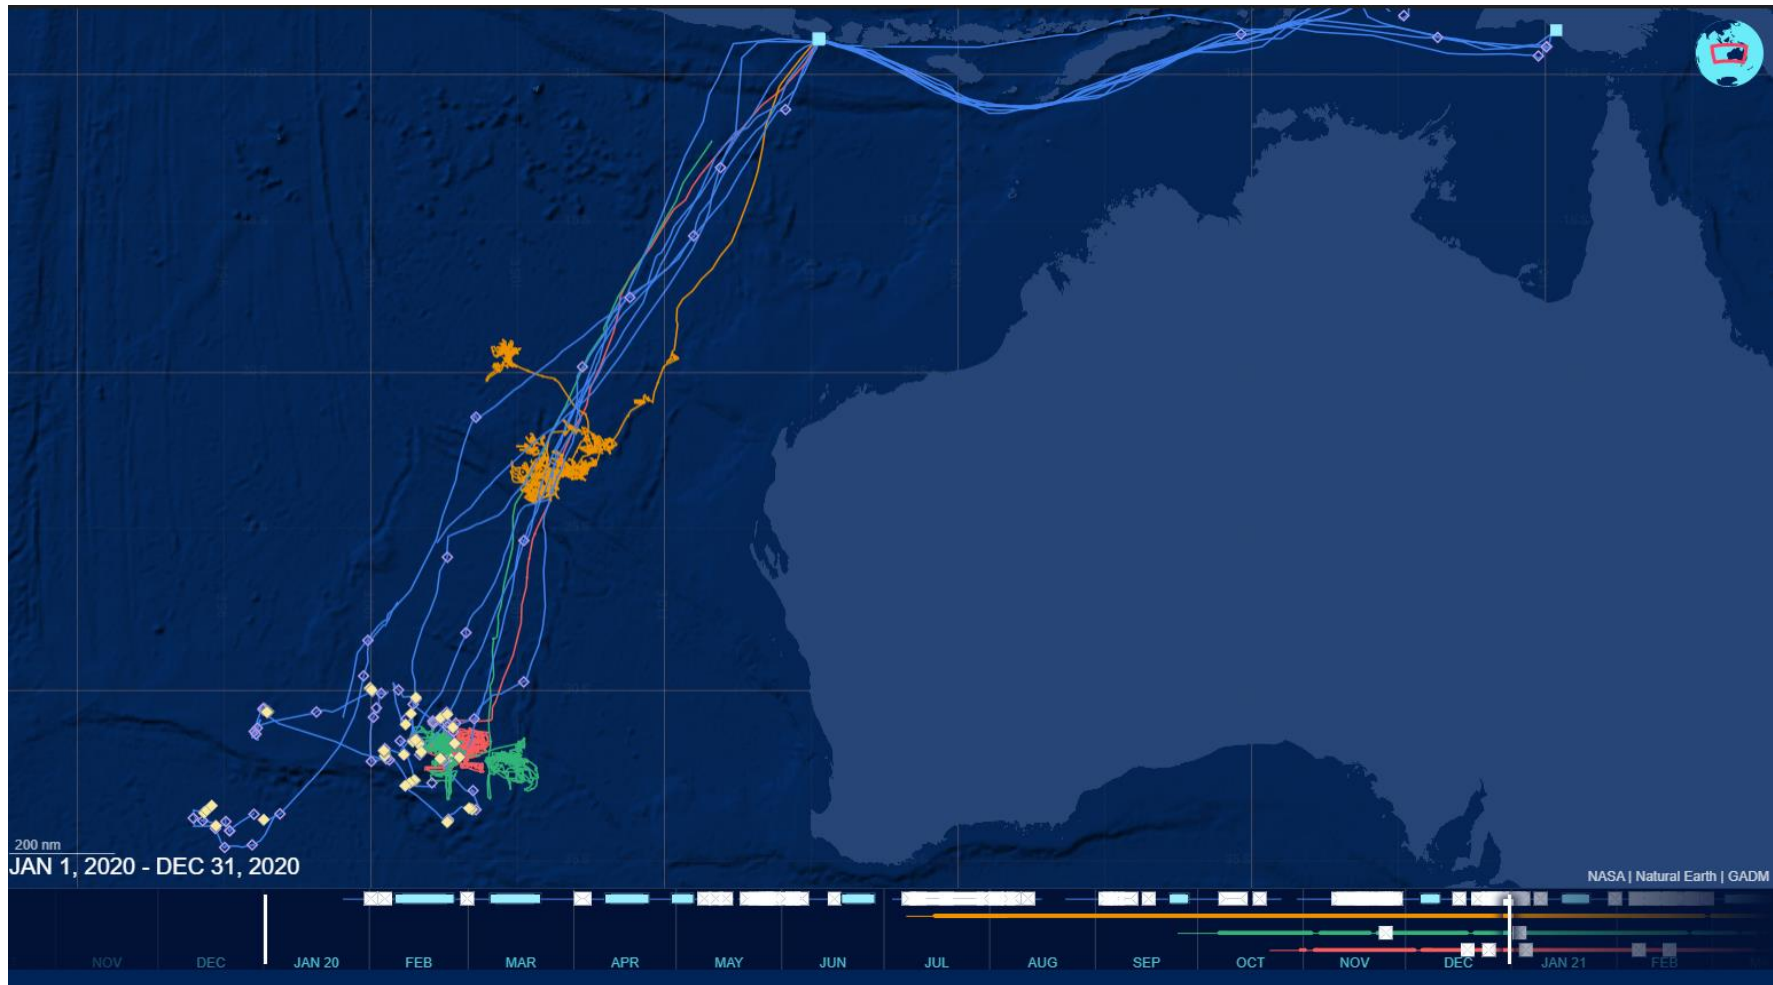 200 nm
JAN 1, 2020 - DEC 31, 2020
NASA | Natural Earth | GADM
NOV DEC JAN 20 FEB MAR APR MAY JUN JUL AUG SEP OCT NOV DEC JAN 21 FEB